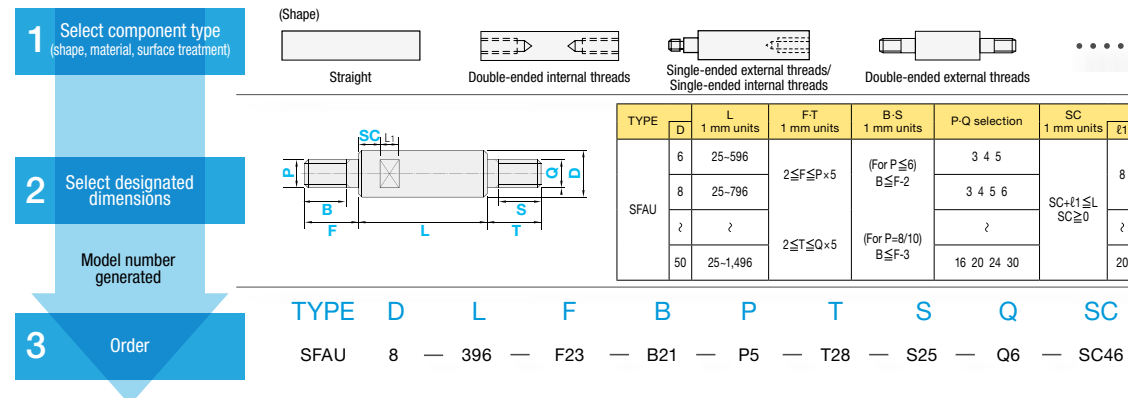 1
Select component type
(shape, material, surface treatment)
(Shape)
Straight
Double-ended internal threads
Single-ended external threads/
Single-ended internal threads
Double-ended external threads
2
Select designated
dimensions
Model number
generated
SC
L1
P
Q
D
B
S
F
L
T
TYPE
D
L
1 mm units
F·T
1 mm units
B·S
1 mm units
P·Q selection
SC
1 mm units
ℓ1
SFAU
6
25~596
2≦F≦P×5
(For P≦6)
B≦F-2
3 4 5
SC+ℓ1≦L
SC≧0
8
8
25~796
3 4 5 6
≀
≀
2≦T≦Q×5
(For P=8/10)
B≦F-3
≀
≀
50
25~1,496
16 20 24 30
20
3
Order
TYPE D L F B P T S Q SC
SFAU 8 — 396 — F23 — B21 — P5 — T28 — S25 — Q6 — SC46